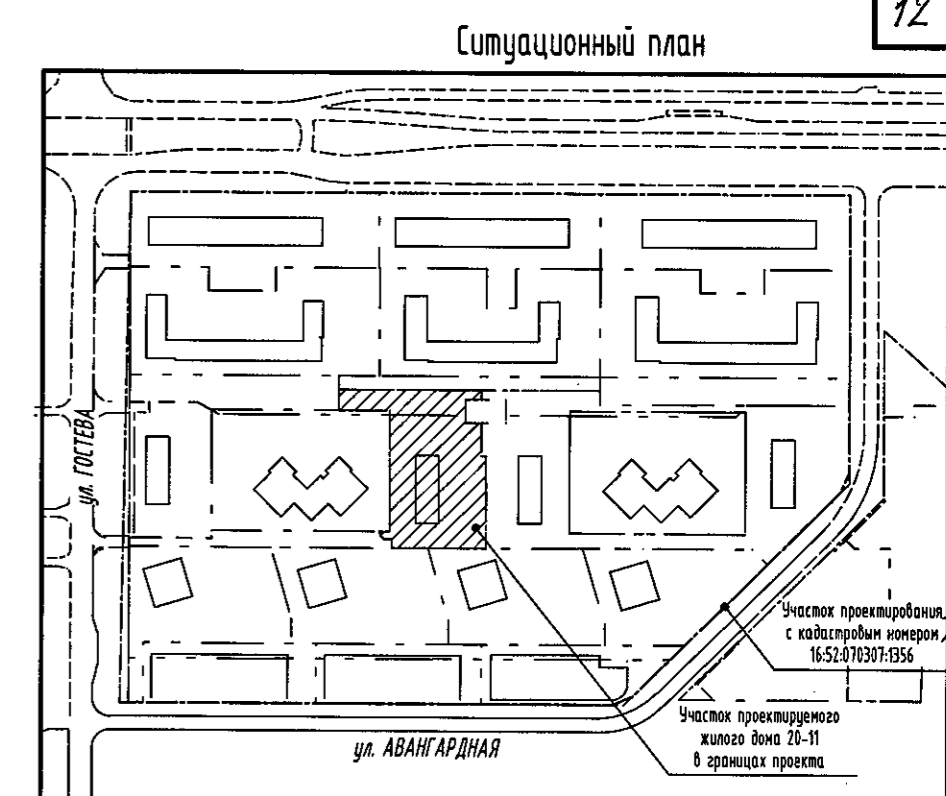 12
Ситуационный план
ул. ГОСТЕВА
Участок проектирования
с кадастровым номером
16:52:070307:1356
Участок проектируемого
жилого дома 20-11
в границах проекта
ул. АВАНГАРДНАЯ